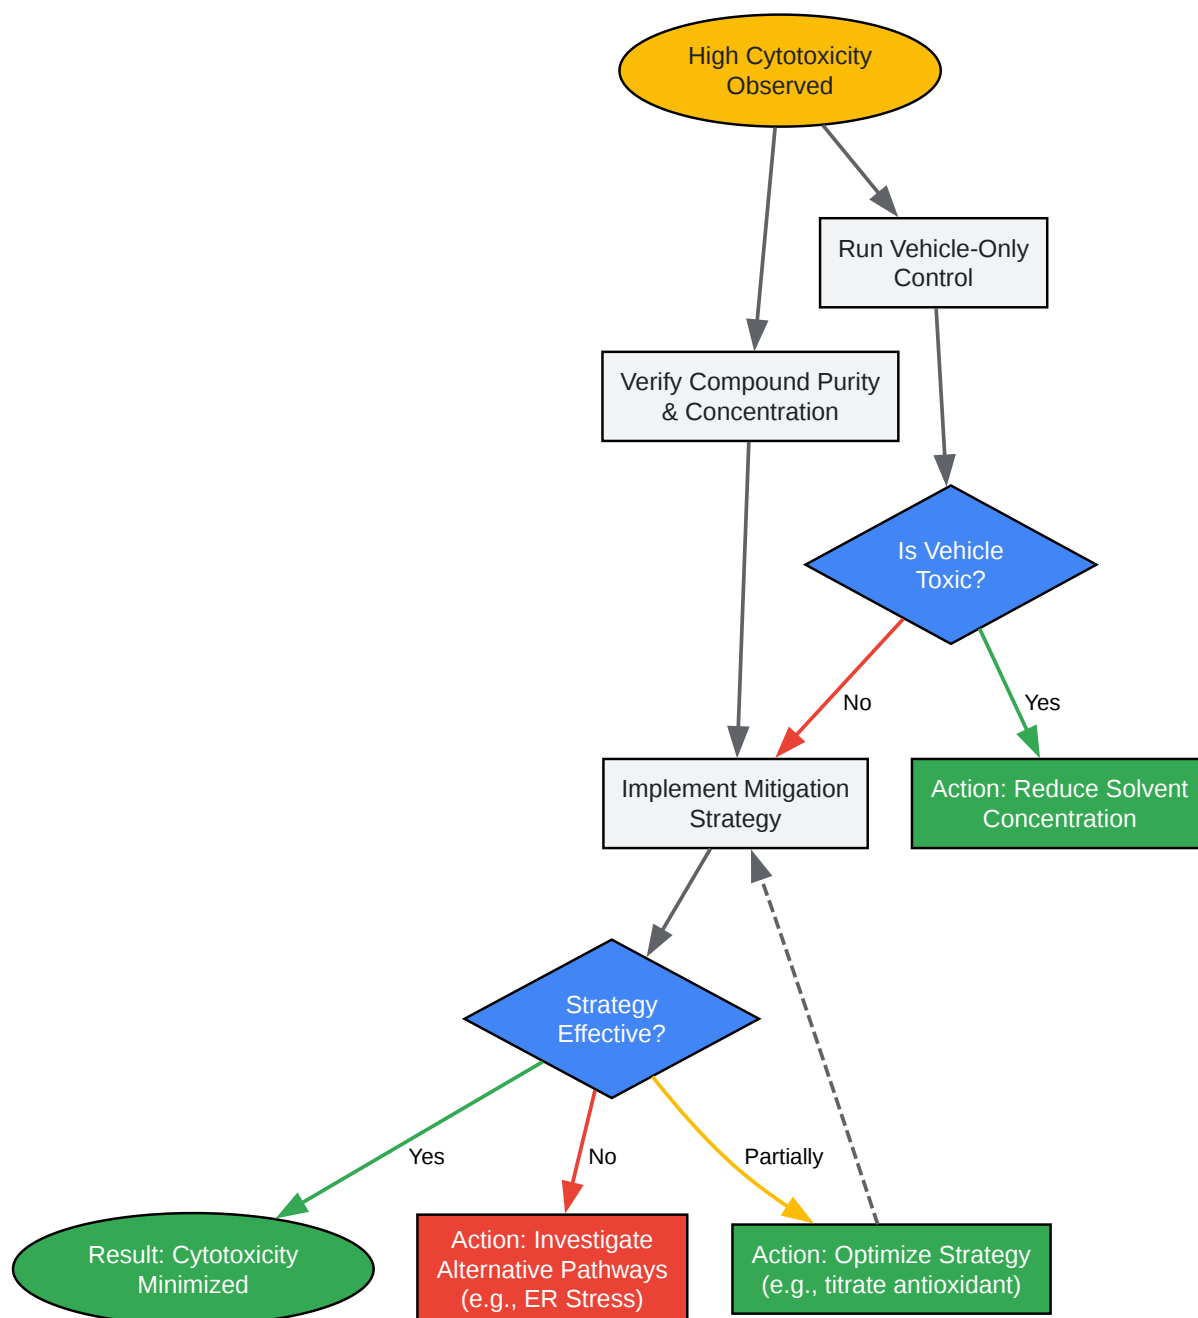 High Cytotoxicity
Observed
Run Vehicle-Only
Control
Verify Compound Purity
& Concentration
Is Vehicle
Toxic?
No
Yes
Implement Mitigation
Strategy
Action: Reduce Solvent
Concentration
Strategy
Effective?
Yes
No
Partially
Result: Cytotoxicity
Minimized
Action: Investigate
Alternative Pathways
(e.g., ER Stress)
Action: Optimize Strategy
(e.g., titrate antioxidant)